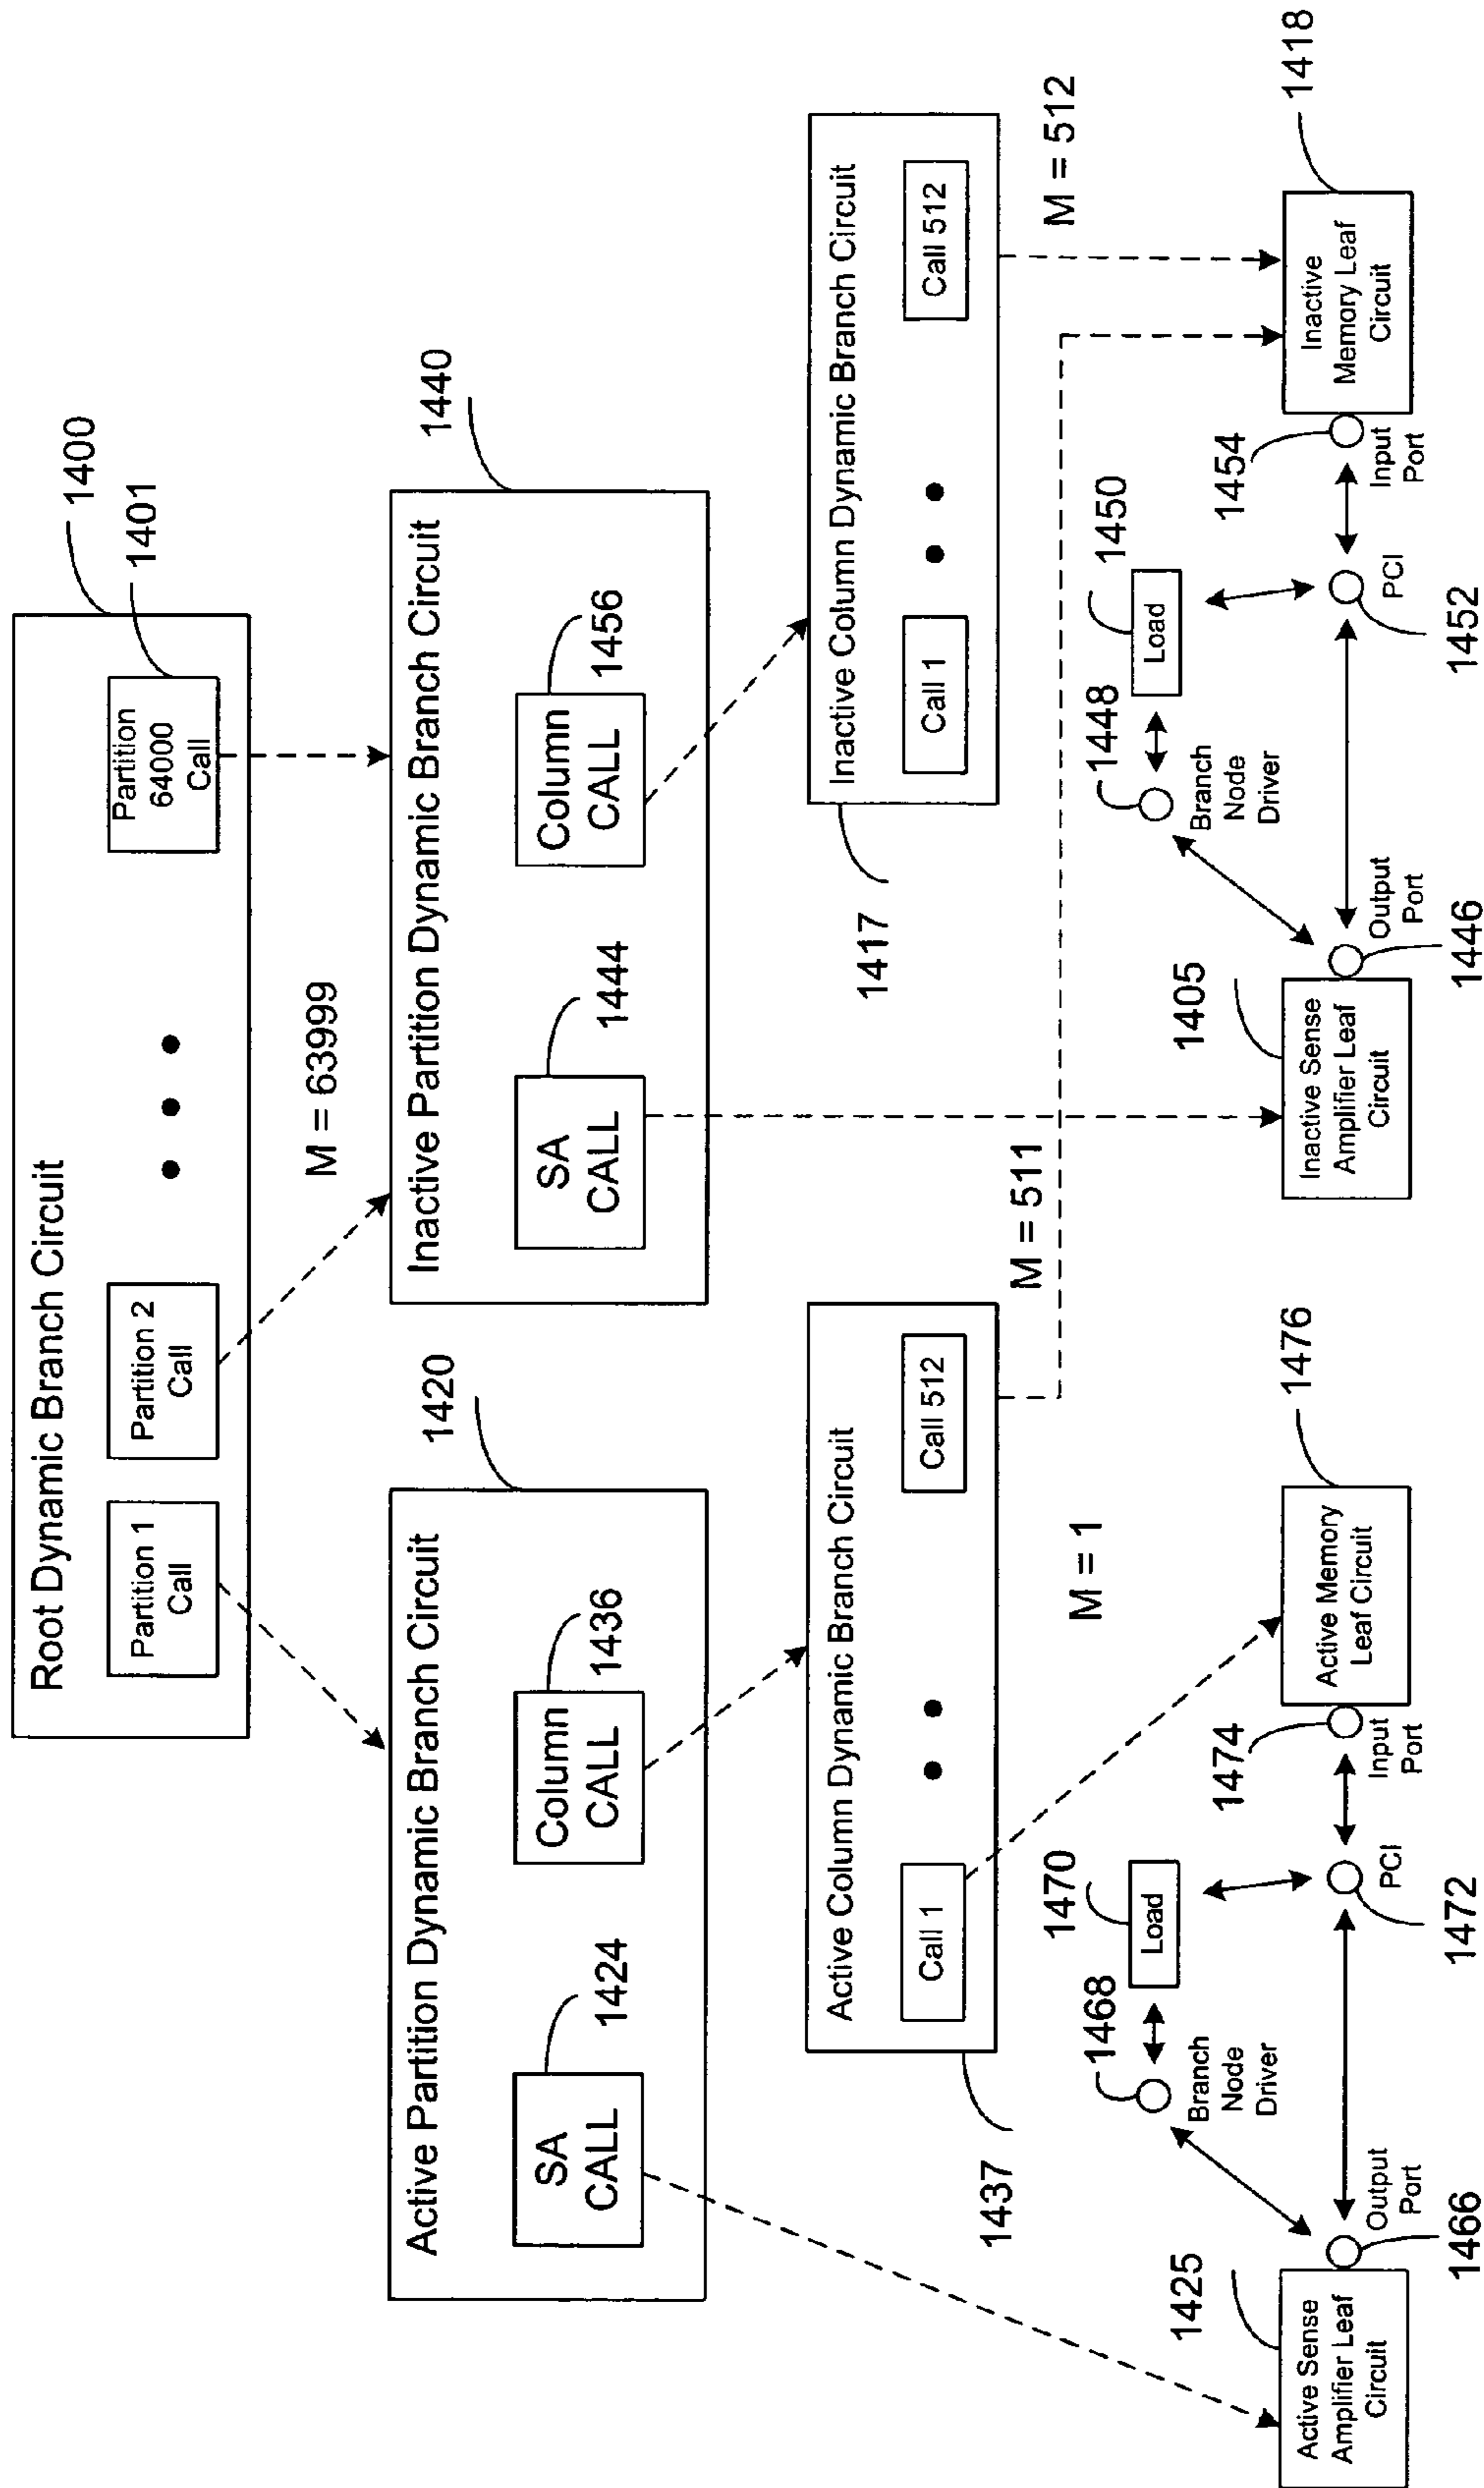 Root Dynamic Branch Circuit
1400
1401
Partition 1
Call
Partition 2
Call
Partition
64000
Call
M = 63999
Active Partition Dynamic Branch Circuit
1420
SA
CALL
1424
Column
CALL
1436
Inactive Partition Dynamic Branch Circuit
1440
SA
CALL
1444
Column
CALL
1456
Active Column Dynamic Branch Circuit
Call 1
Call 512
1437
Inactive Column Dynamic Branch Circuit
Call 1
Call 512
1417
M = 1
M = 511
M = 512
Active Sense
Amplifier Leaf
Circuit
1425
Output
Port
1466
1468
Branch
Node
Driver
1470
Load
PCI
1472
1474
Input
Port
Active Memory
Leaf Circuit
1476
Inactive Sense
Amplifier Leaf
Circuit
1405
Output
Port
1446
1448
Branch
Node
Driver
1450
Load
PCI
1452
1454
Input
Port
Inactive
Memory Leaf
Circuit
1418